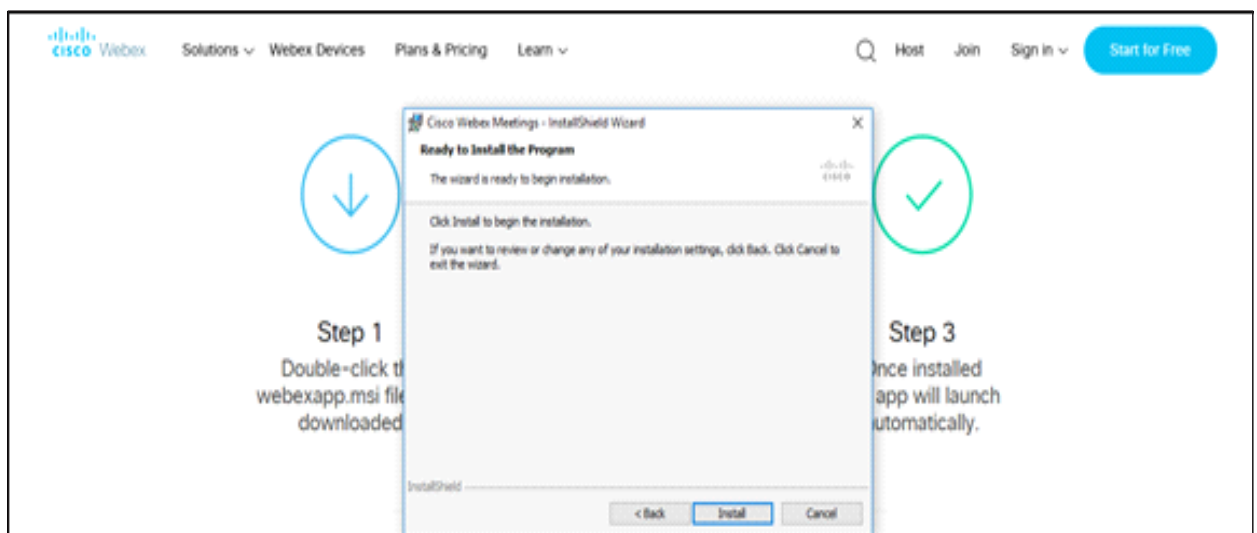 CISCO Webex Solutions Webex Devices Plans & Pricing Learn Host Join Sign in Start for Free
Cisco Webex Meetings - InstallShield Wizard
Ready to Install the Program
The wizard is ready to begin installation.
CISCO
Click Install to begin the installation.
If you want to review or change any of your installation settings, click Back. Click Cancel to
exit the wizard.
Step 1
Double-click
webexapp.msi file
downloaded
Step 3
installed
app will launch
automatically.
InstallShield
< Back Install Cancel